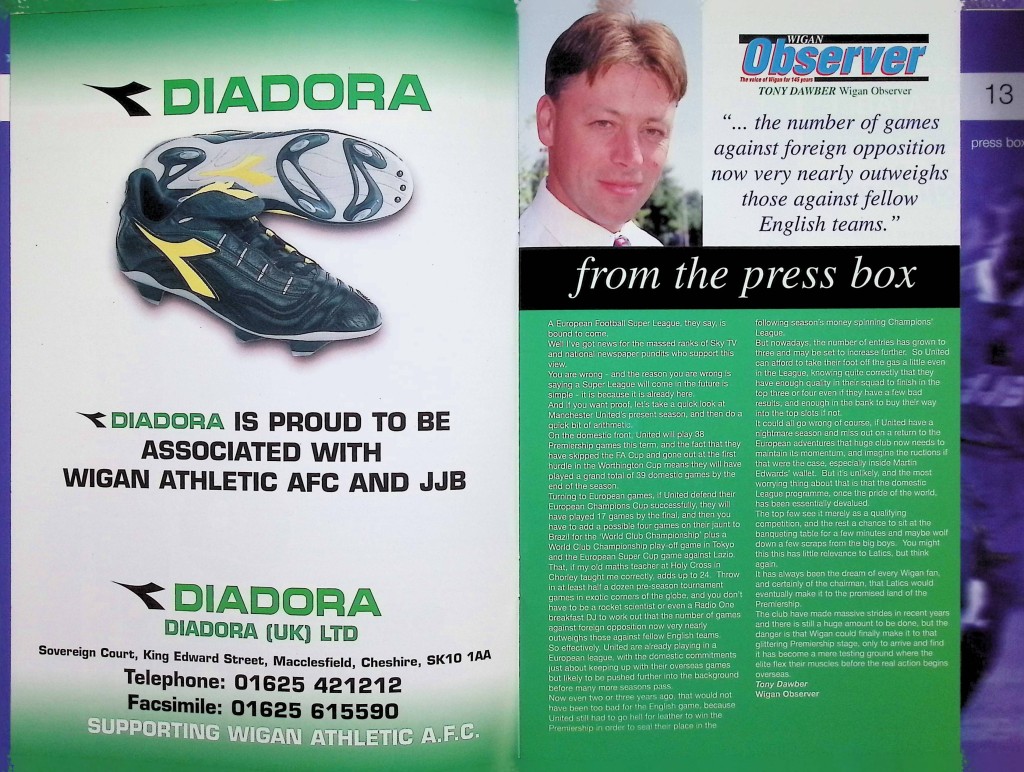 DIADORA
DIADORA IS PROUD TO BE
ASSOCIATED WITH
WIGAN ATHLETIC AFC AND JJB
DIADORA
DIADORA (UK) LTD
Sovereign Court, King Edward Street, Macclesfield, Cheshire, SK10 1AA
Telephone: 01625 421212
Facsimile: 01625 615590
SUPPORTING WIGAN ATHLETIC A.F.C.
WIGAN
Observer
The voice of Wigan for 145 years
TONY DAWBER Wigan Observer
“... the number of games
against foreign opposition
now very nearly outweighs
those against fellow
English teams.”
from the press box
A European Football Super League, they say, is
bound to come.
Well I've got news for the massed ranks of Sky TV
and national newspaper pundits who support this
view.
You are wrong – and the reason you are wrong is
saying a Super League will come in the future is
simple – it is because it is already here.
And if you want proof, let's take a quick look at
Manchester United's present season, and then do a
quick bit of arithmetic.
On the domestic front, United will play 38
Premiership games this term, and the fact that they
have skipped the FA Cup and gone out at the first
hurdle in the Worthington Cup means they will have
played a grand total of 39 domestic games by the
end of the season.
Turning to European games, if United defend their
European Champions Cup successfully, they will
have played 17 games by the final, and then you
have to add a possible four games on their jaunt to
Brazil for the 'World Club Championship' plus a
World Club Championship play-off game in Tokyo
and the European Super Cup game against Lazio.
That, if my old maths teacher at Holy Cross in
Chorley taught me correctly, adds up to 24. Throw
in at least half a dozen pre-season tournament
games in exotic corners of the globe, and you don't
have to be a rocket scientist or even a Radio One
breakfast DJ to work out that the number of games
against foreign opposition now very nearly
outweighs those against fellow English teams.
So effectively, United are already playing in a
European league, with the domestic commitments
just about keeping up with their overseas games
but likely to be pushed further into the background
before many more seasons pass.
Now even two or three years ago, that would not
have been too bad for the English game, because
United still had to go hell for leather to win the
Premiership in order to seal their place in the
following season's money spinning Champions'
League.
But nowadays, the number of entries has grown to
three and may be set to increase further. So United
can afford to take their foot off the gas a little even
in the League, knowing quite correctly that they
have enough quality in their squad to finish in the
top three or four even if they have a few bad
results, and enough in the bank to buy their way
into the top slots if not.
It could all go wrong of course, if United have a
nightmare season and miss out on a return to the
European adventures that huge club now needs to
maintain its momentum, and imagine the ructions if
that were the case, especially inside Martin
Edwards' wallet. But it's unlikely, and the most
worrying thing about that is that the domestic
League programme, once the pride of the world,
has been essentially devalued.
The top few see it merely as a qualifying
competition, and the rest a chance to sit at the
banqueting table for a few minutes and maybe wolf
down a few scraps from the big boys. You might
this this has little relevance to Latics, but think
again.
It has always been the dream of every Wigan fan,
and certainly of the chairman, that Latics would
eventually make it to the promised land of the
Premiership.
The club have made massive strides in recent years
and there is still a huge amount to be done, but the
danger is that Wigan could finally make it to that
glittering Premiership stage, only to arrive and find
it has become a mere testing ground where the
elite flex their muscles before the real action begins
overseas.
Tony Dawber
Wigan Observer
13
press box